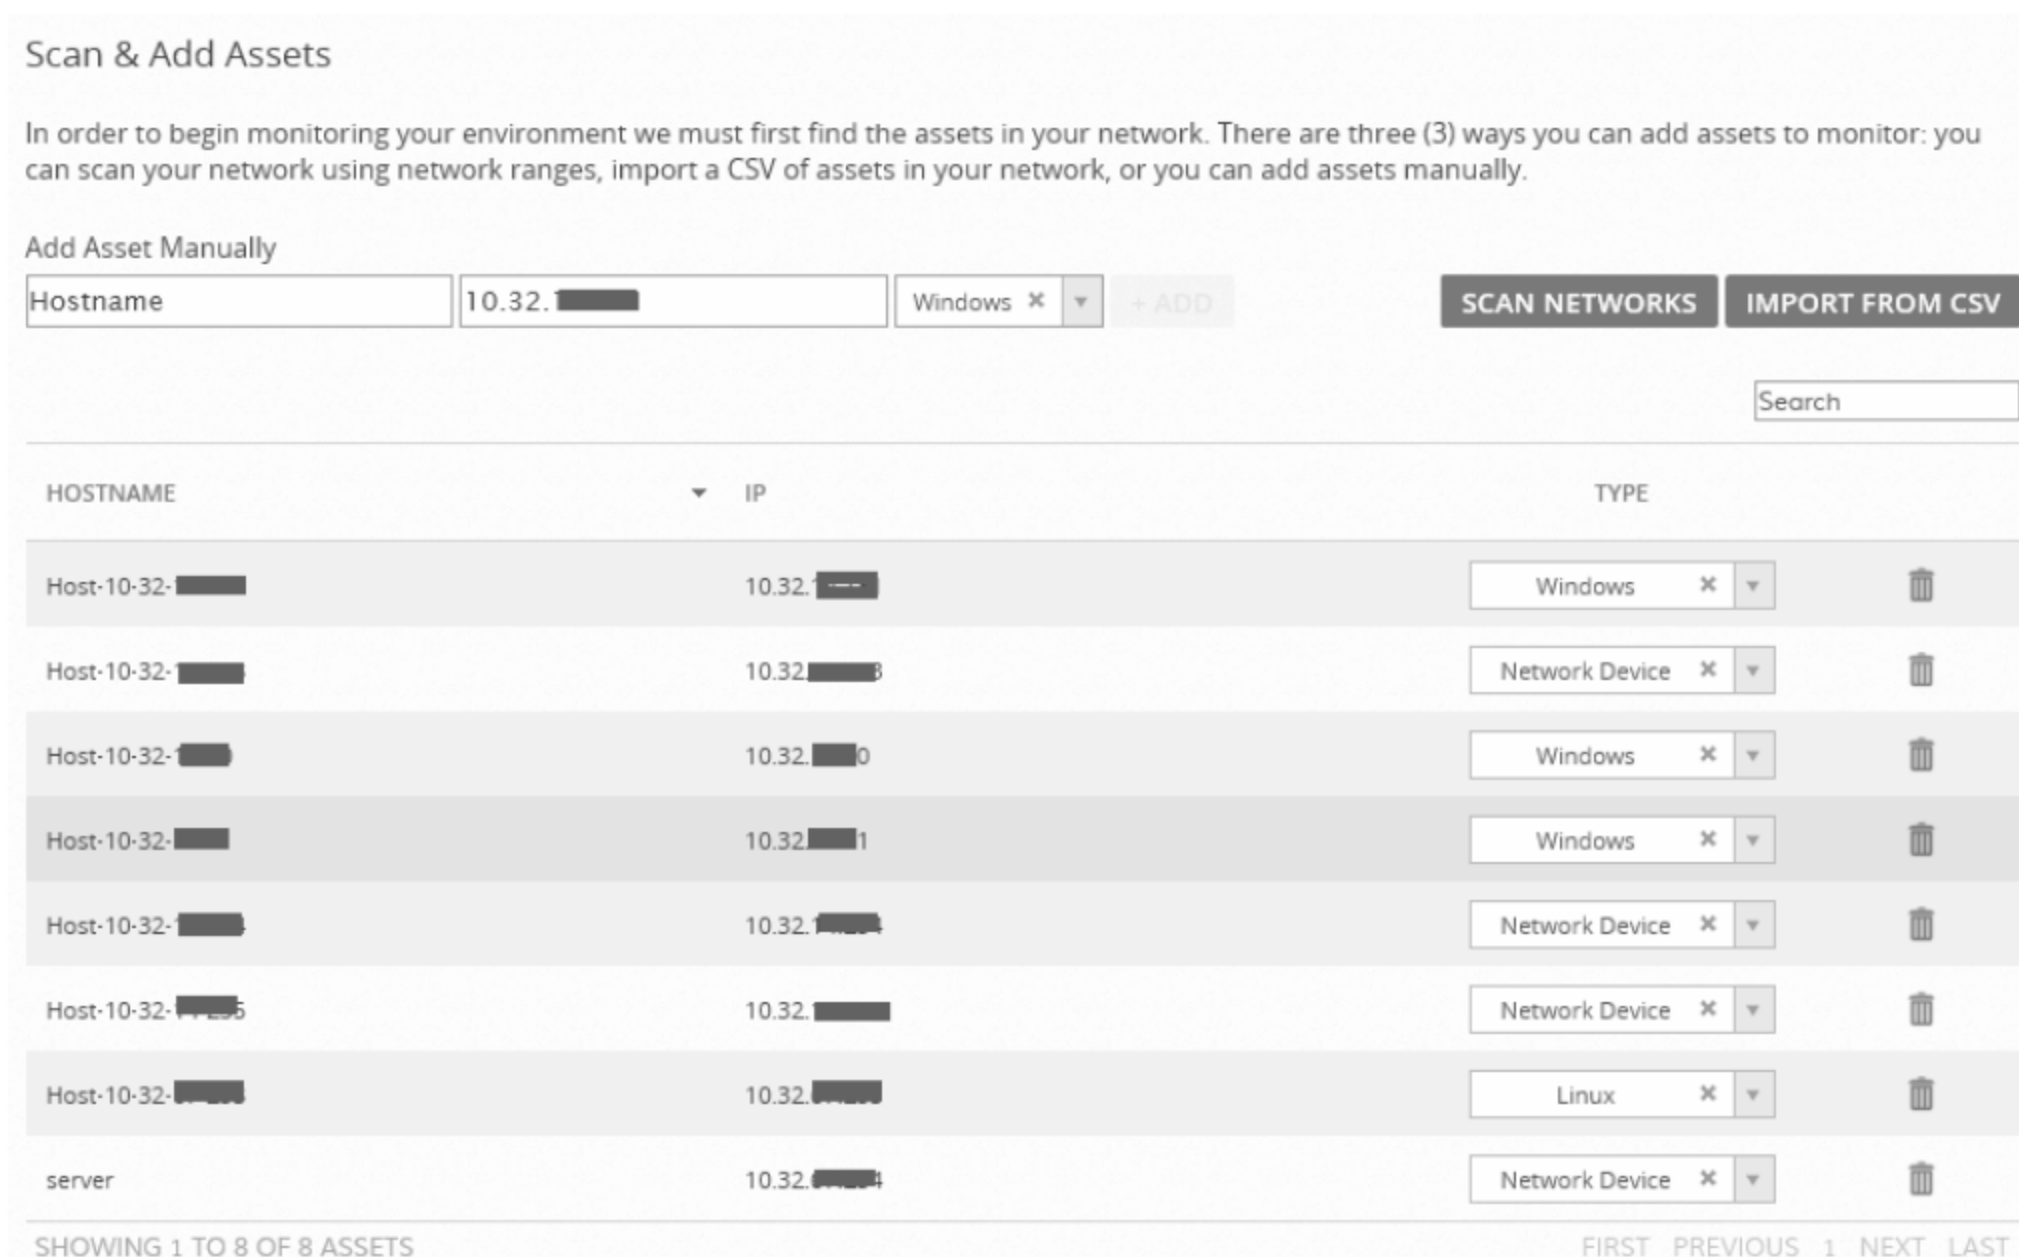 Scan & Add Assets
In order to begin monitoring your environment we must first find the assets in your network. There are three (3) ways you can add assets to monitor: you
can scan your network using network ranges, import a CSV of assets in your network, or you can add assets manually.
Add Asset Manually
Hostname 10.32. Windows + ADD SCAN NETWORKS IMPORT FROM CSV
Search
HOSTNAME IP TYPE
Host-10-32- 10.32. Windows
Host-10-32- 10.32. Network Device
Host-10-32- 10.32. Windows
Host-10-32- 10.32. Windows
Host-10-32- 10.32. Network Device
Host-10-32- 10.32. Network Device
Host-10-32- 10.32. Linux
server 10.32. Network Device
SHOWING 1 TO 8 OF 8 ASSETS FIRST PREVIOUS 1 NEXT LAST